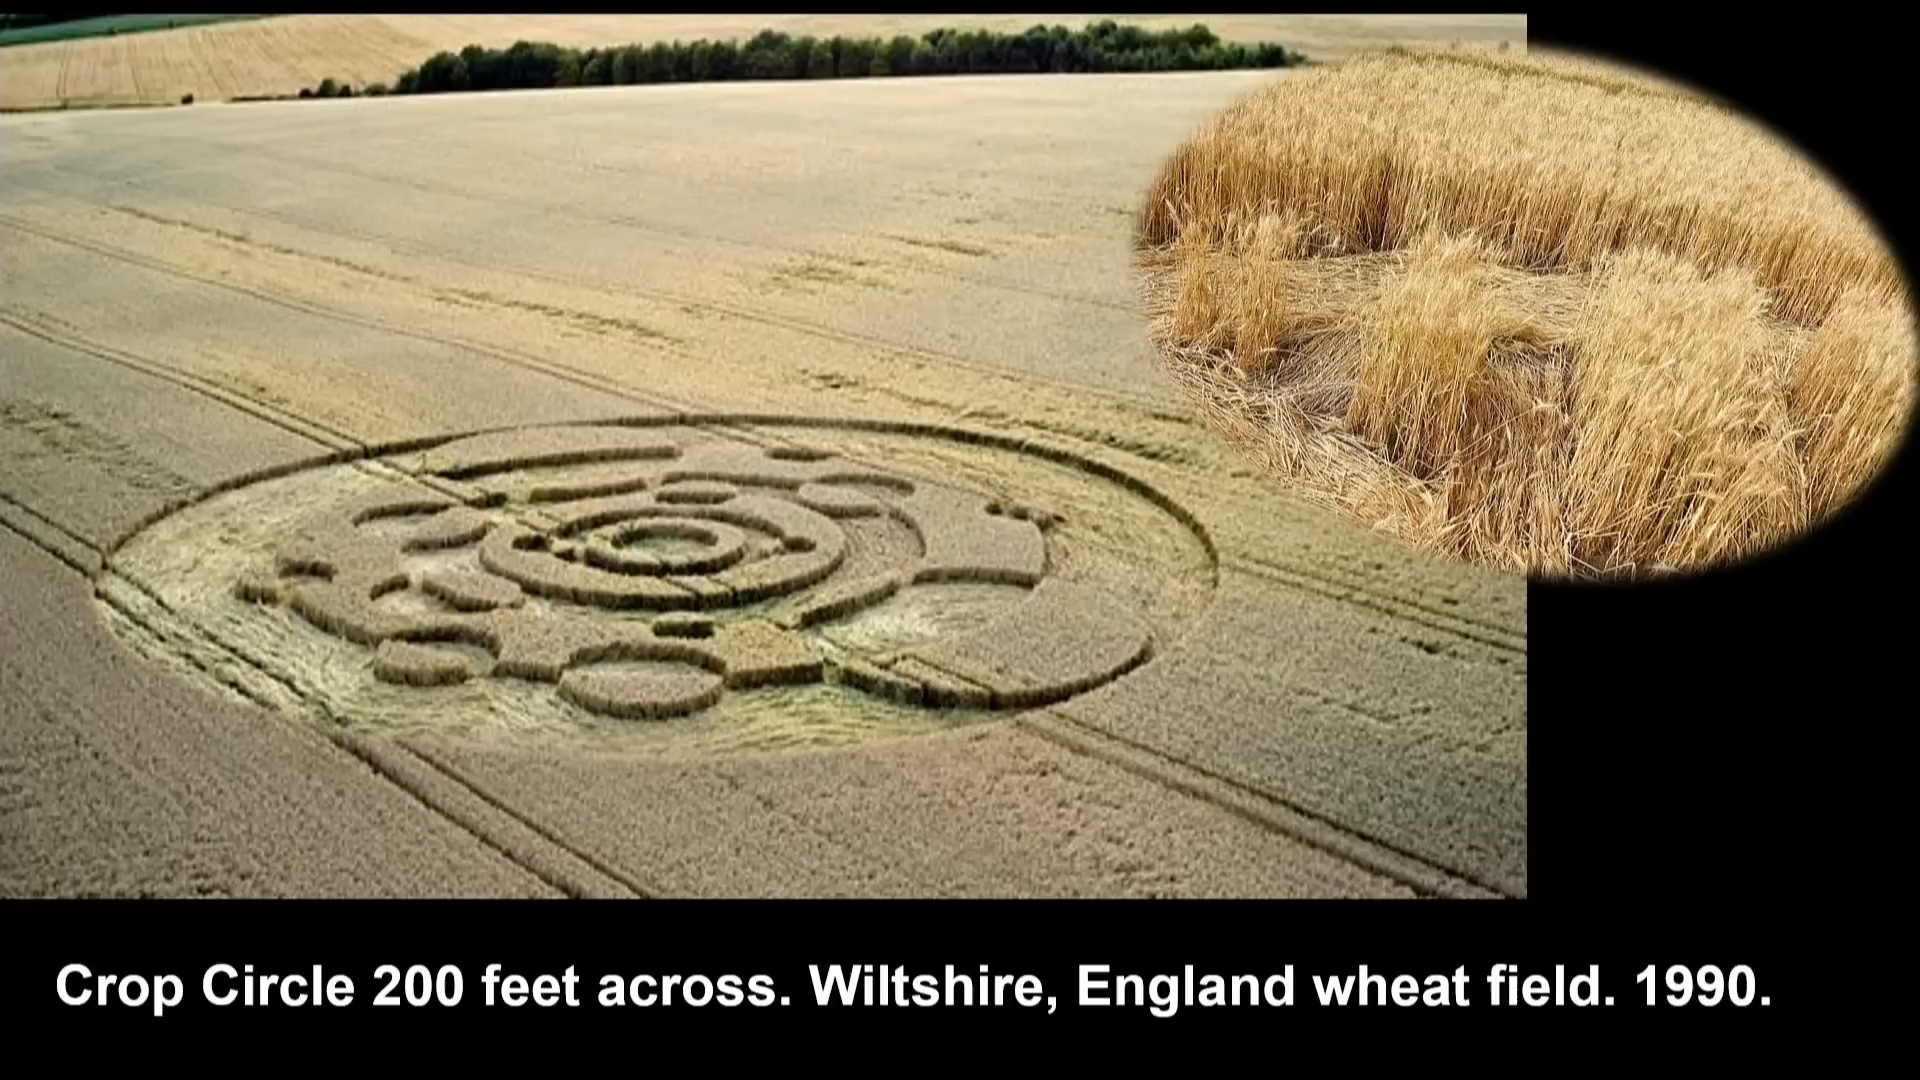 Crop Circle 200 feet across. Wiltshire, England wheat field. 1990.